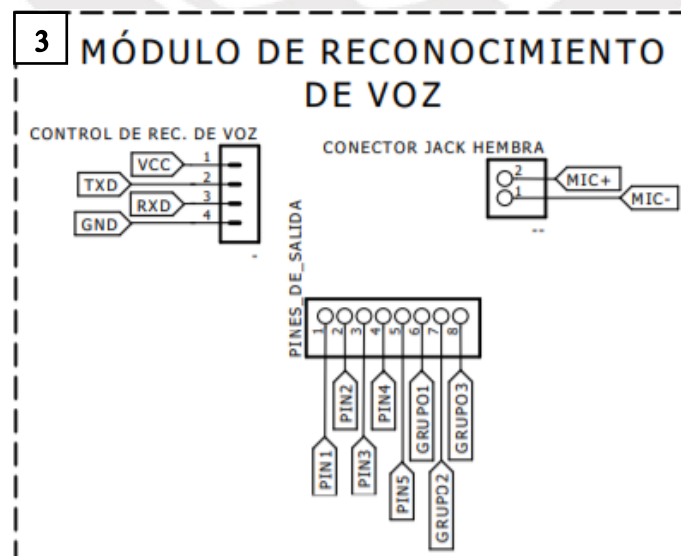 3
MÓDULO DE RECONOCIMIENTO
DE VOZ
CONTROL DE REC. DE VOZ
VCC 1
TXD 2
RXD 3
GND 4
-
CONECTOR JACK HEMBRA
2 MIC+
1 MIC-
--
PINES_DE_SALIDA
1 2 3 4 5 6 7 8
PIN1
PIN2
PIN3
PIN4
PIN5
GRUPO1
GRUPO2
GRUPO3